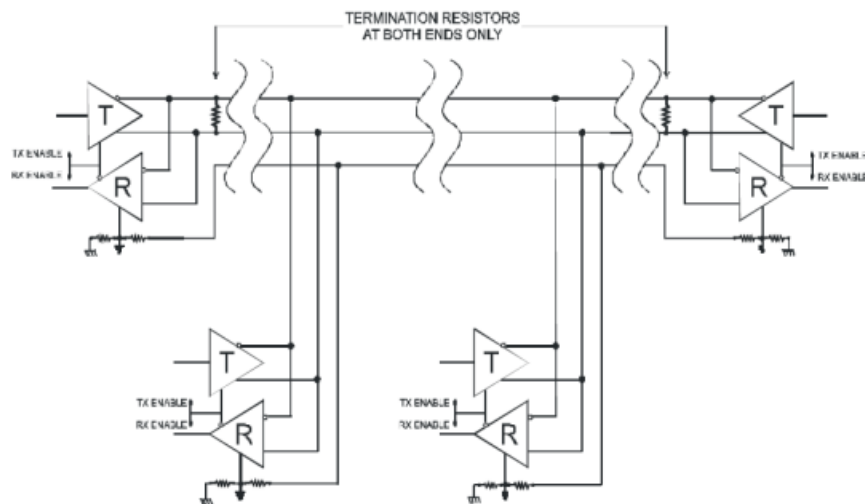 TERMINATION RESISTORS
AT BOTH ENDS ONLY
T
T
TX ENABLE
TX ENABLE
RX ENABLE
R
R
RX ENABLE
T
T
TX ENABLE
TX ENABLE
RX ENABLE
R
RX ENABLE
R